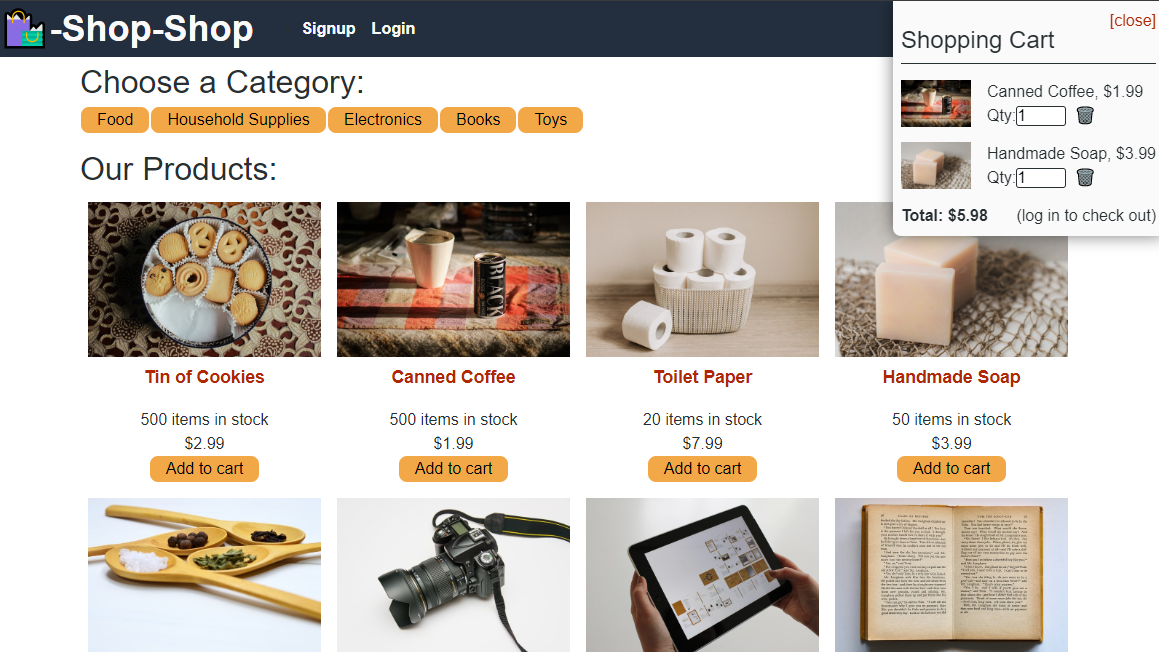 -Shop-Shop
Signup Login
[close]
Shopping Cart
Canned Coffee, $1.99
Qty: 1
Handmade Soap, $3.99
Qty: 1
Total: $5.98 (log in to check out)
Choose a Category:
Food Household Supplies Electronics Books Toys
Our Products:
BLACK
Tin of Cookies Canned Coffee Toilet Paper Handmade Soap
500 items in stock 500 items in stock 20 items in stock 50 items in stock
$2.99 $1.99 $7.99 $3.99
Add to cart Add to cart Add to cart Add to cart